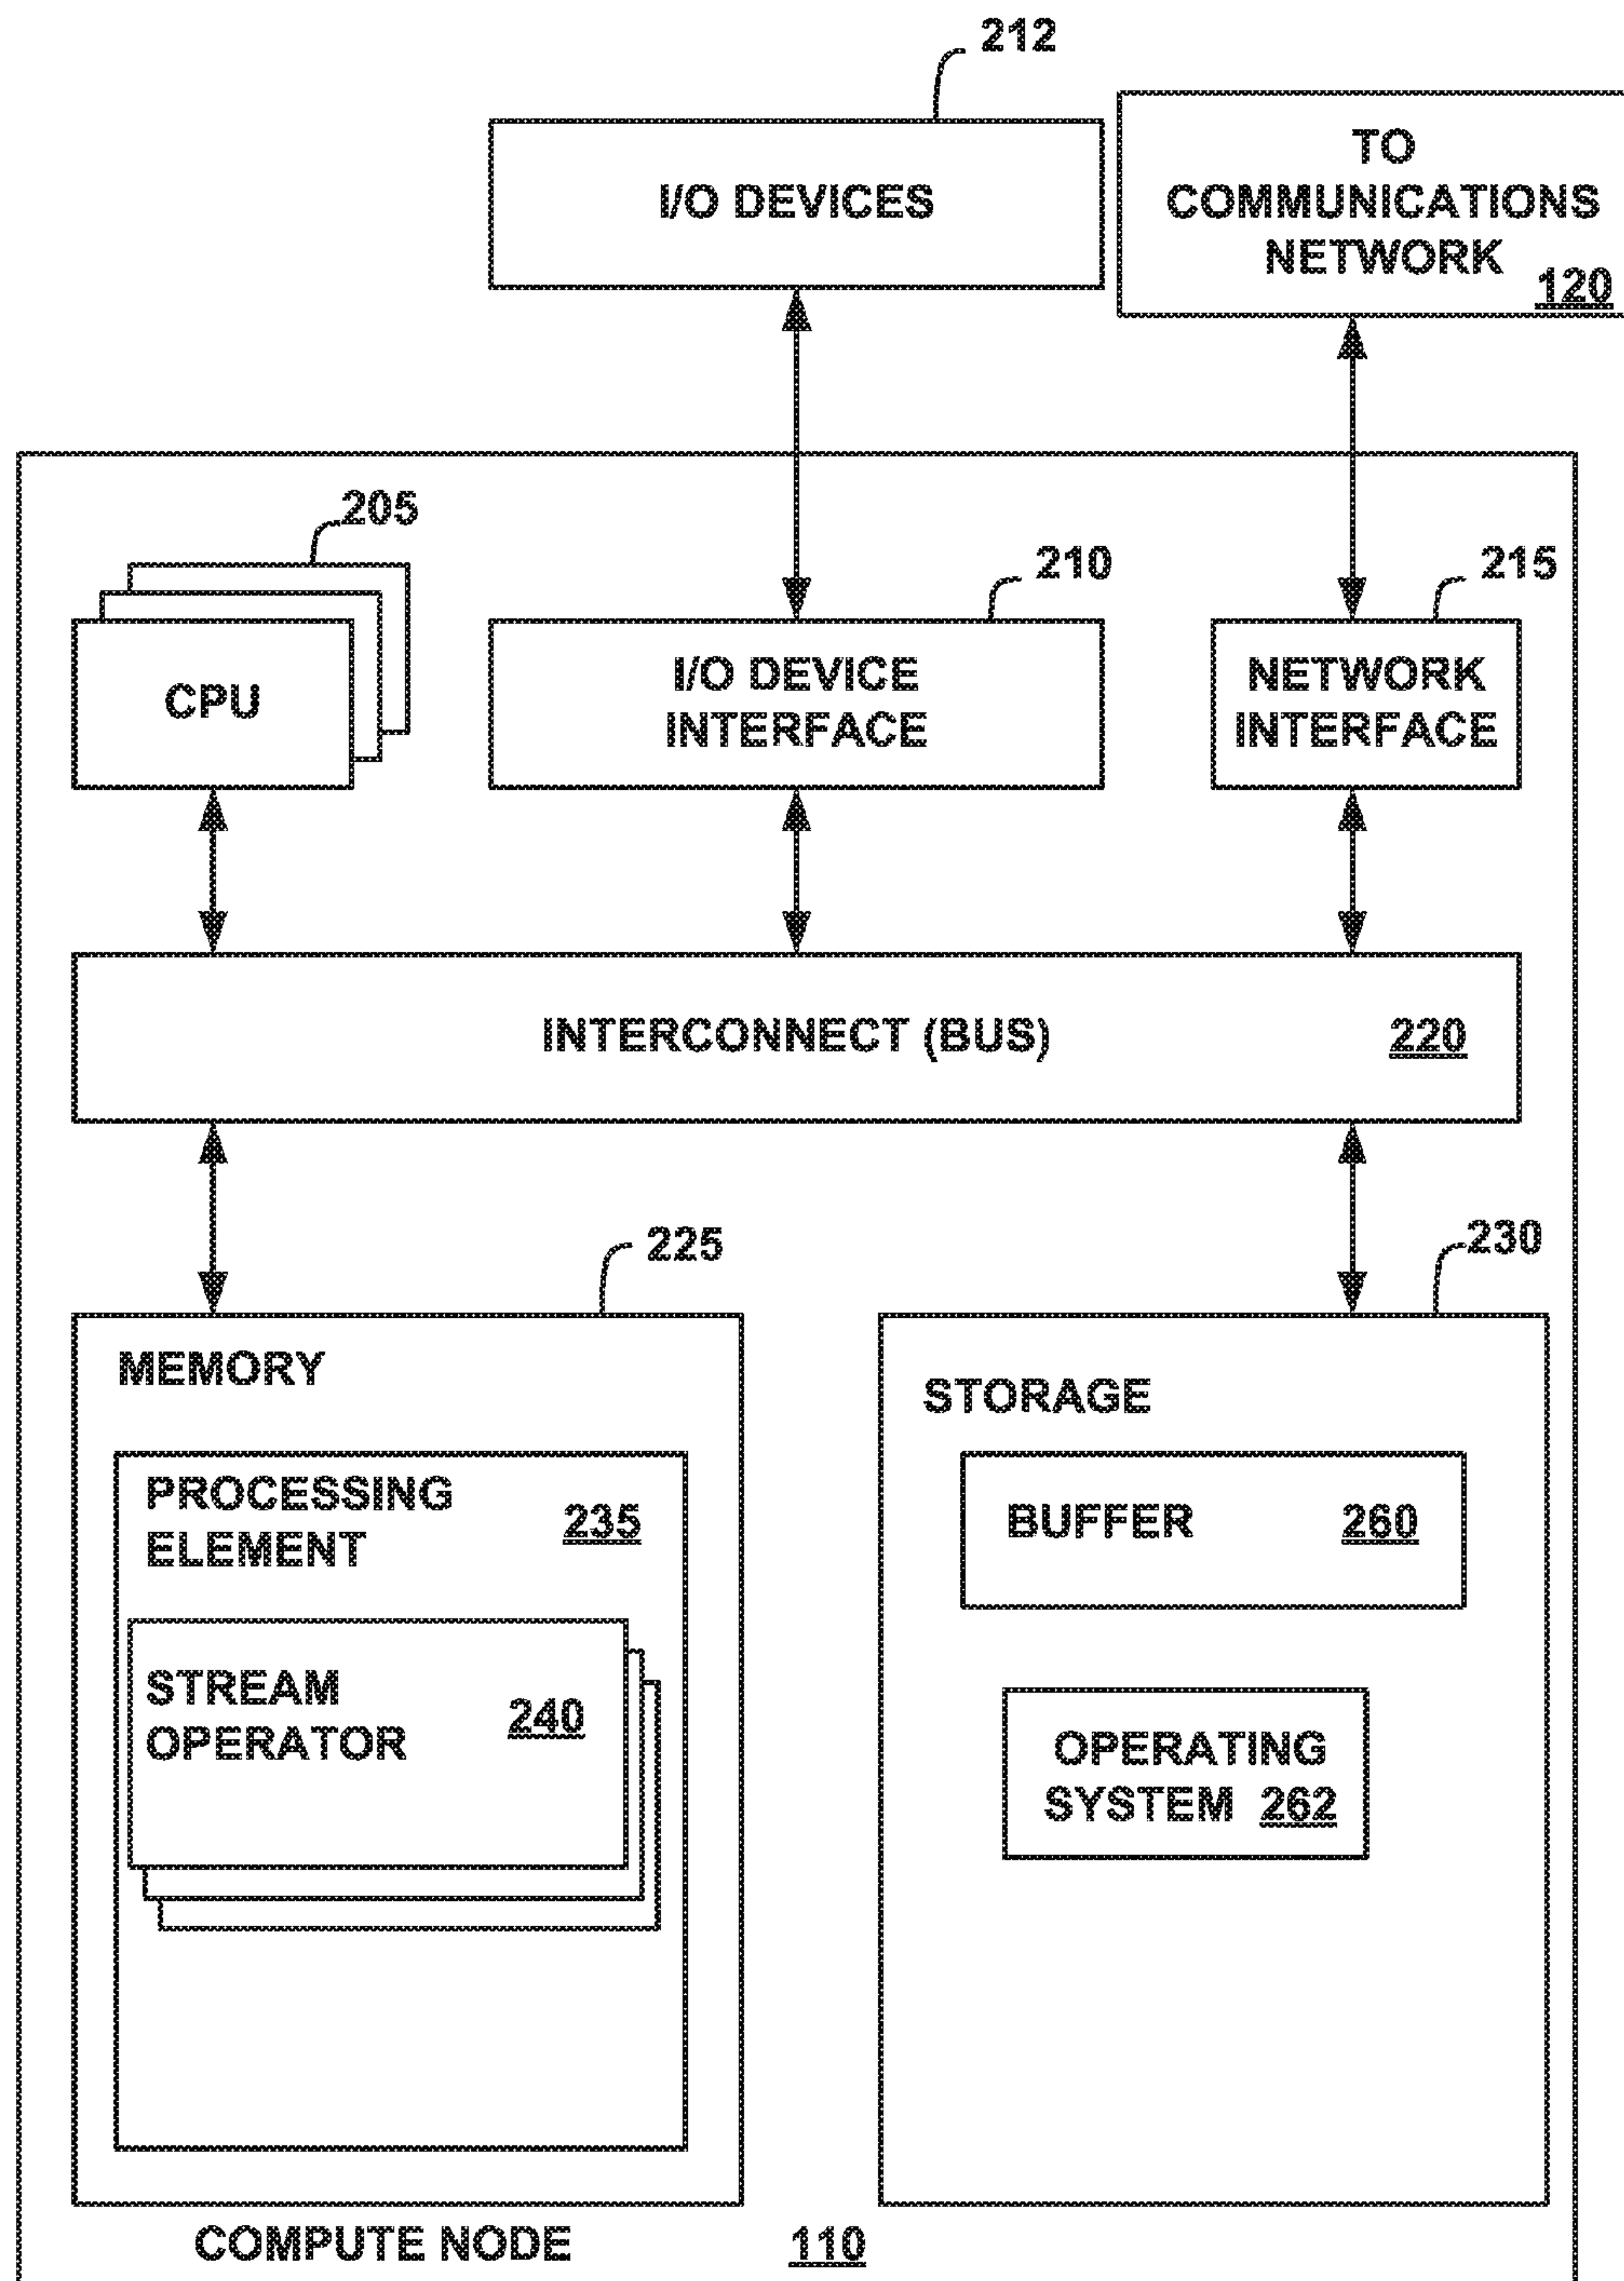 212
I/O DEVICES
TO
COMMUNICATIONS
NETWORK
120
205
210
215
CPU
I/O DEVICE
INTERFACE
NETWORK
INTERFACE
INTERCONNECT (BUS)
220
225
230
MEMORY
PROCESSING
ELEMENT
235
STREAM
OPERATOR
240
STORAGE
BUFFER
260
OPERATING
SYSTEM 262
COMPUTE NODE
110